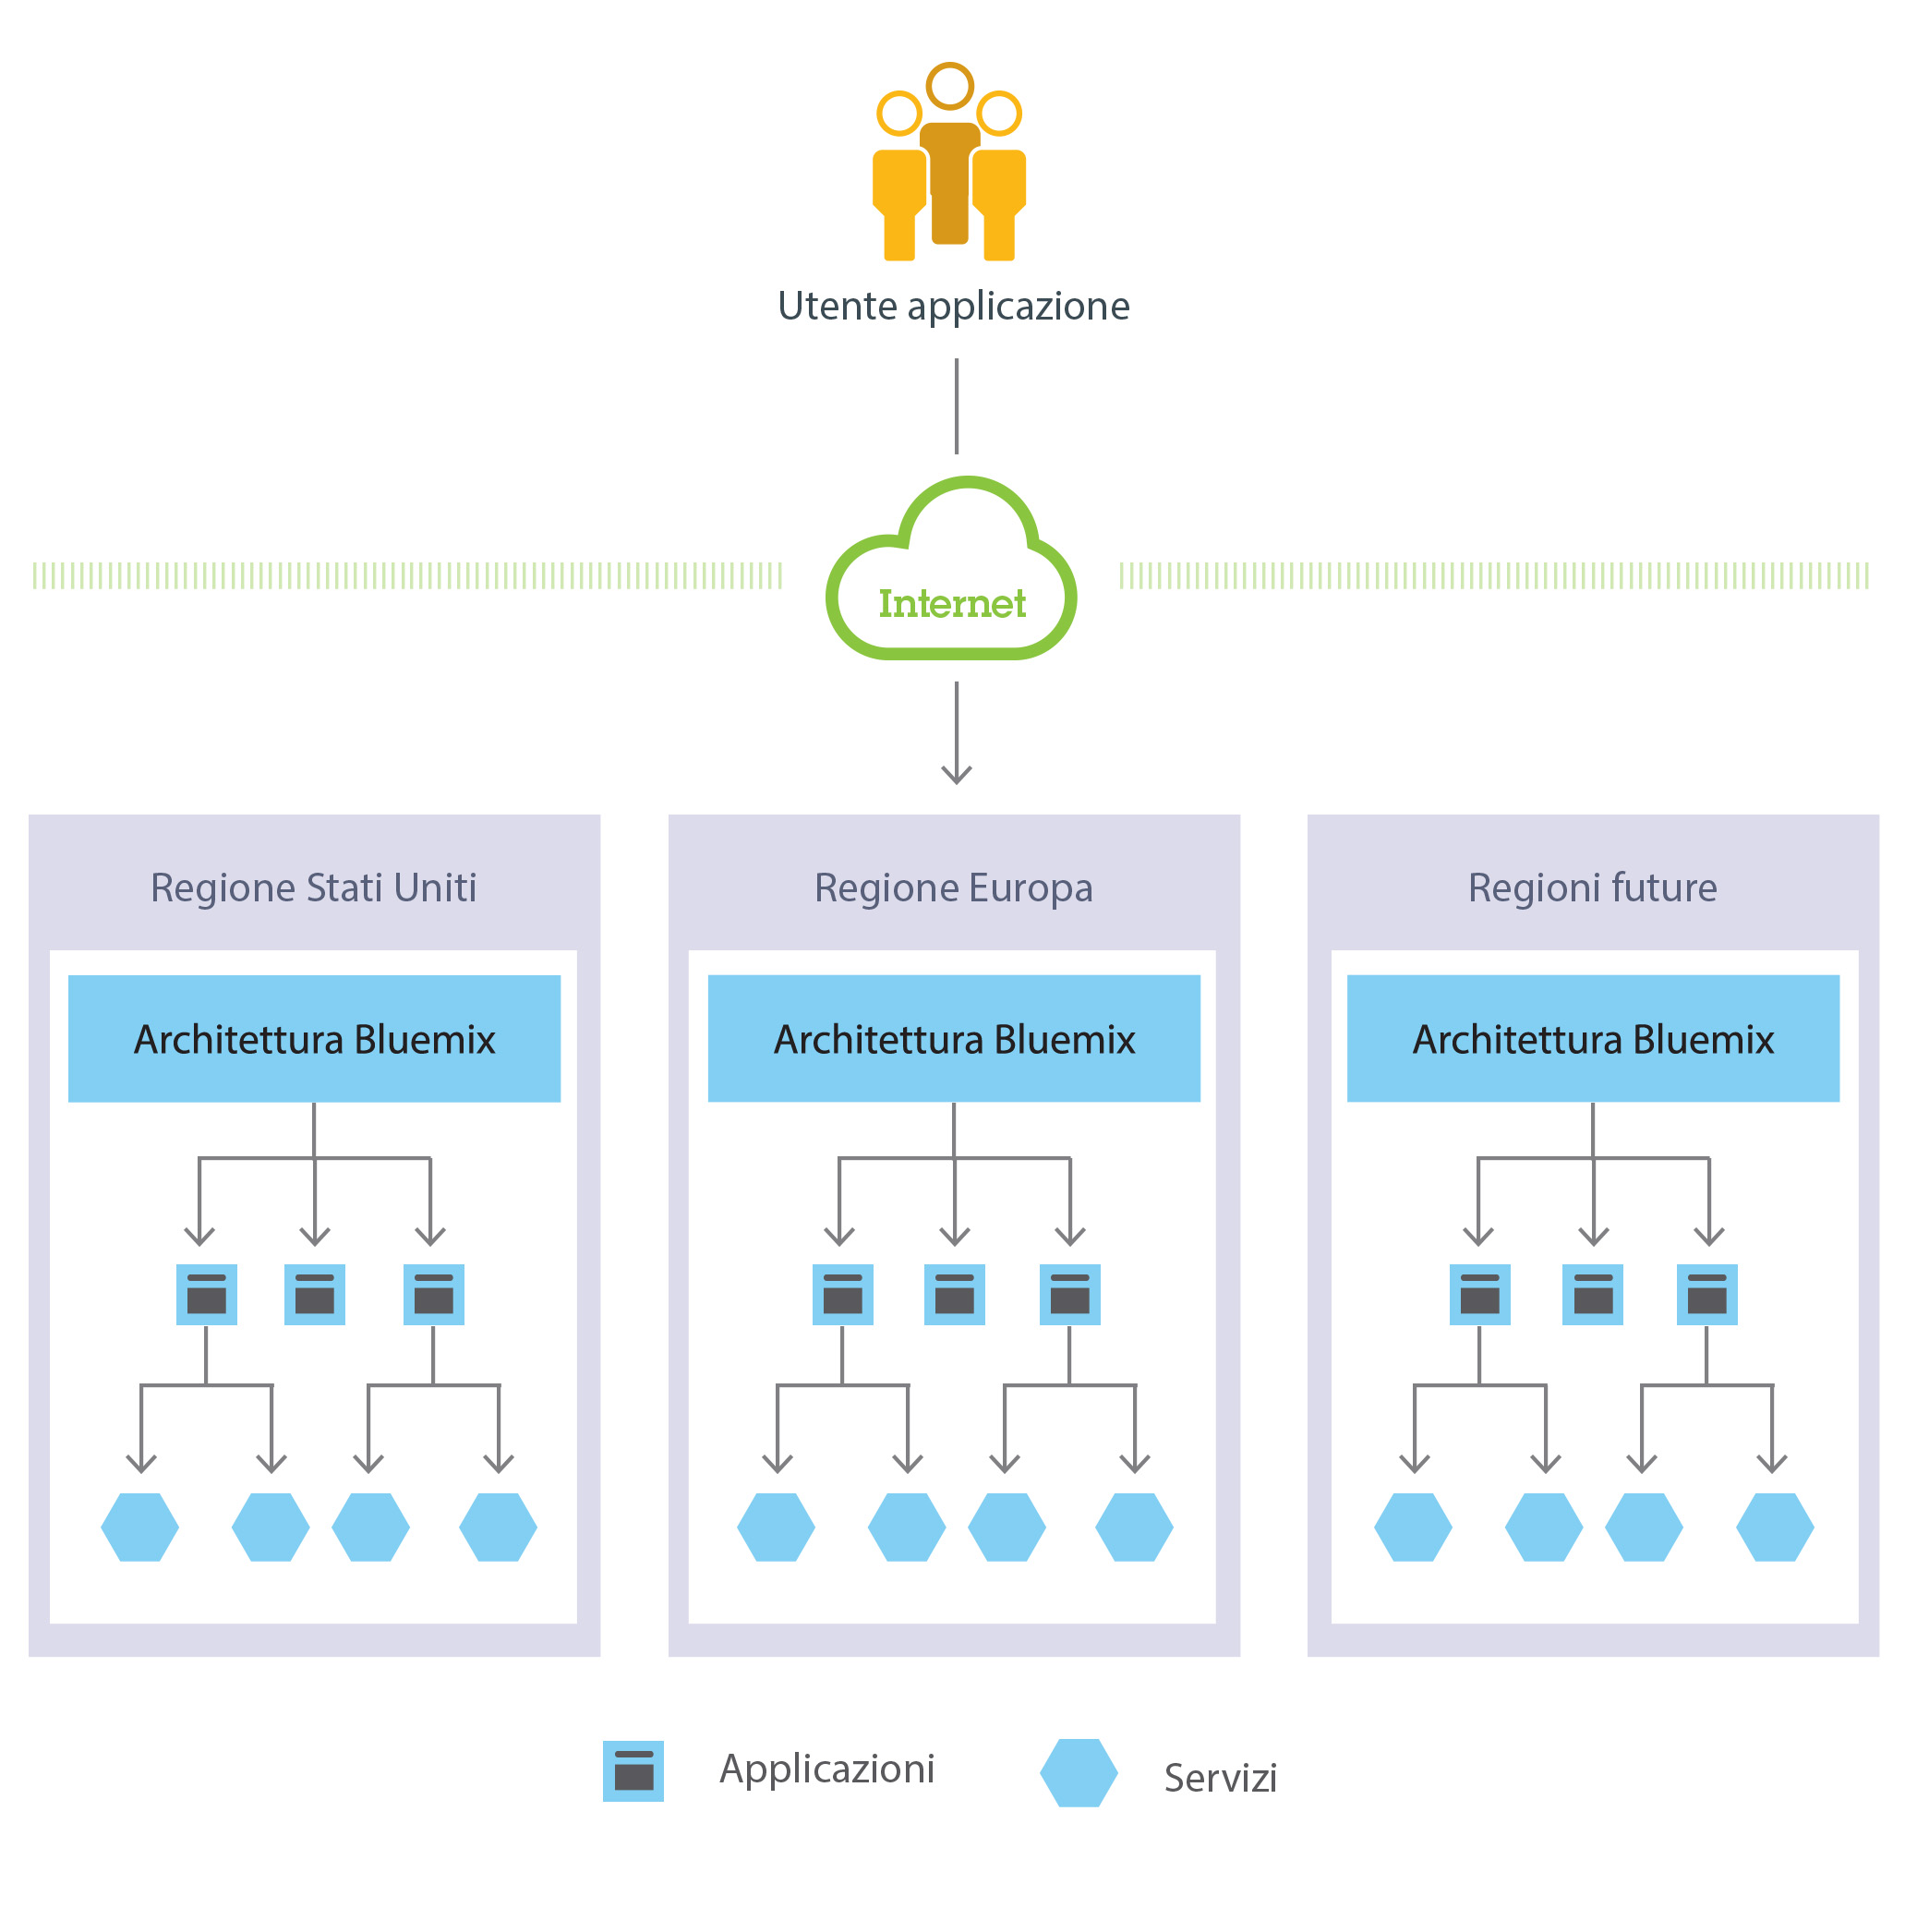 Utente applicazione
Internet
Regione Stati Uniti
Regione Europa
Regioni future
Architettura Bluemix
Architettura Bluemix
Architettura Bluemix
Applicazioni
Servizi